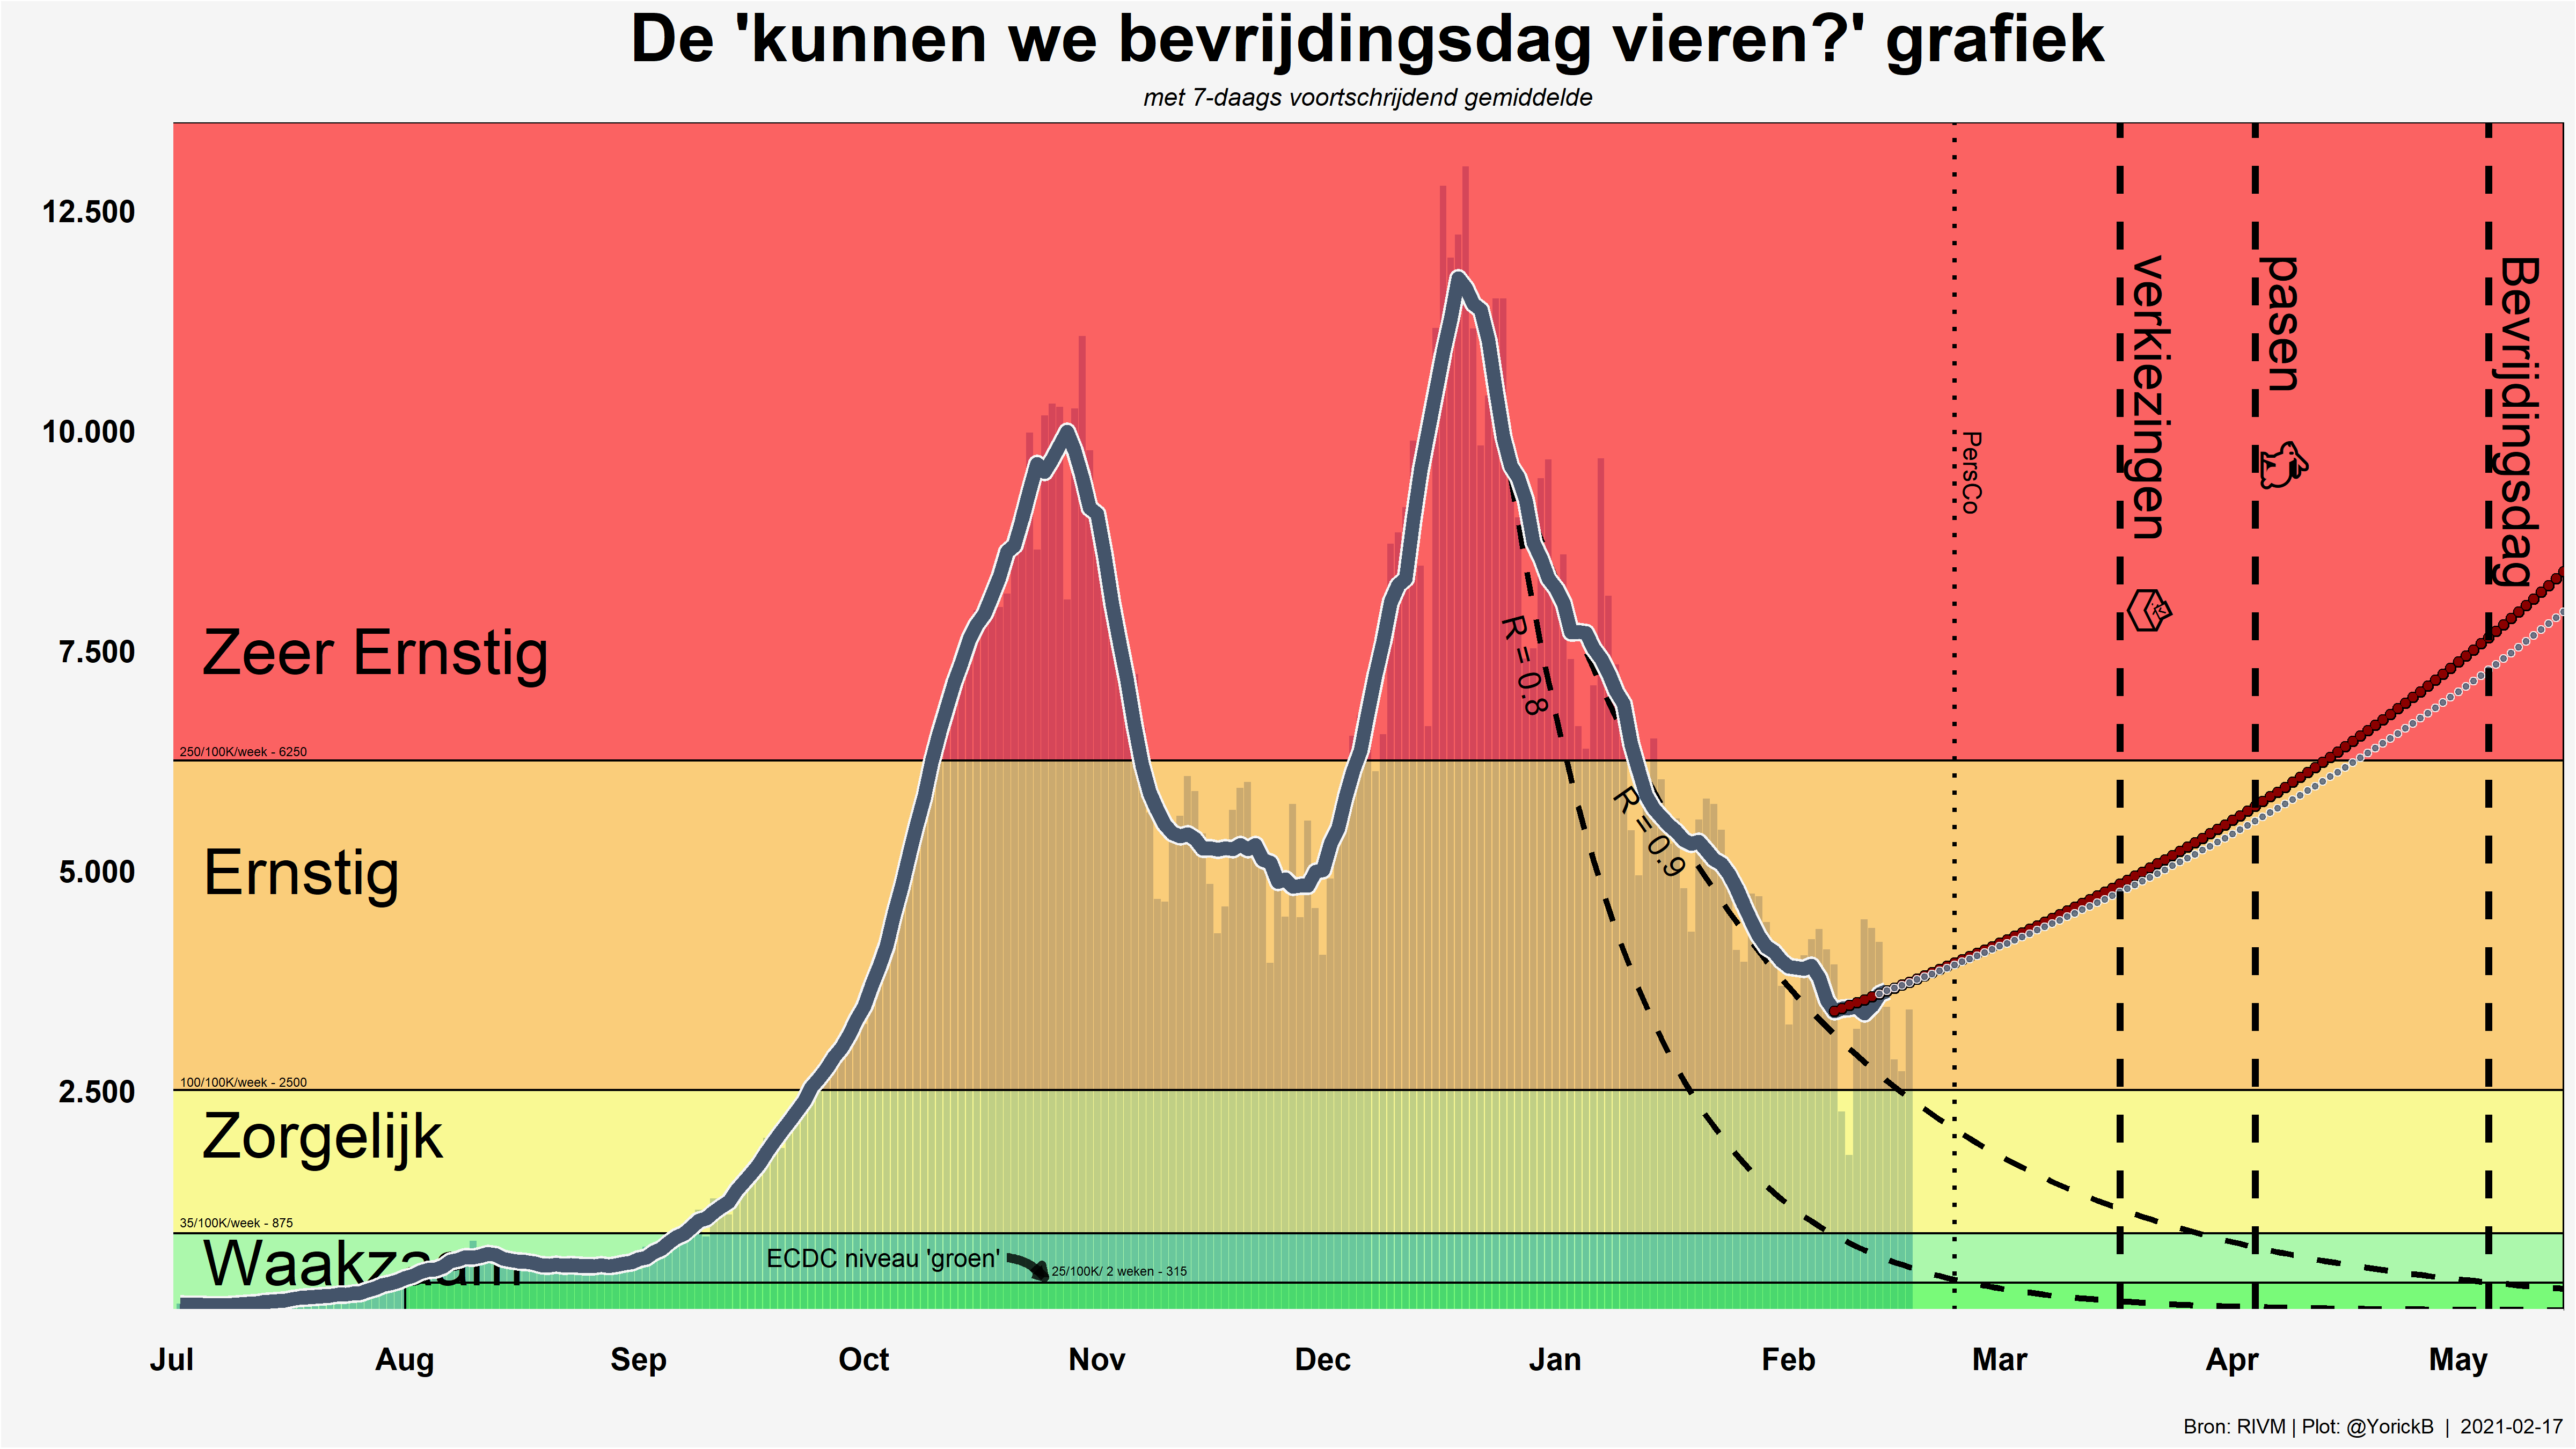 De 'kunnen we bevrijdingsdag vieren?' grafiek
met 7-daags voortschrijdend gemiddelde
12.500
10.000
7.500
5.000
2.500
Zeer Ernstig
250/100K/week - 6250
Ernstig
100/100K/week - 2500
Zorgelijk
35/100K/week - 875
Waakzaam
ECDC niveau 'groen'
25/100K/ 2 weken - 315
R = 0.8
R = 0.9
PersCo
verkiezingen
pasen
Bevrijdingsdag
Jul Aug Sep Oct Nov Dec Jan Feb Mar Apr May
Bron: RIVM | Plot: @YorickB | 2021-02-17